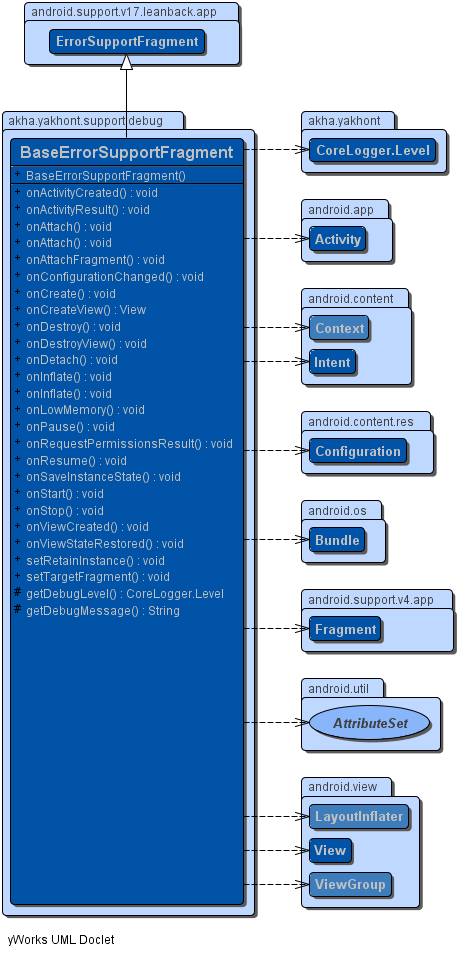 android.support.v17.leanback.app
ErrorSupportFragment
akha.yakhont.support.debug
BaseErrorSupportFragment
+ BaseErrorSupportFragment()
+ onActivityCreated() : void
+ onActivityResult() : void
+ onAttach() : void
+ onAttach() : void
+ onAttachFragment() : void
+ onConfigurationChanged() : void
+ onCreate() : void
+ onCreateView() : View
+ onDestroy() : void
+ onDestroyView() : void
+ onDetach() : void
+ onInflate() : void
+ onInflate() : void
+ onLowMemory() : void
+ onPause() : void
+ onRequestPermissionsResult() : void
+ onResume() : void
+ onSaveInstanceState() : void
+ onStart() : void
+ onStop() : void
+ onViewCreated() : void
+ onViewStateRestored() : void
+ setRetainInstance() : void
+ setTargetFragment() : void
# getDebugLevel() : CoreLogger.Level
# getDebugMessage() : String
akha.yakhont
CoreLogger.Level
android.app
Activity
android.content
Context
Intent
android.content.res
Configuration
android.os
Bundle
android.support.v4.app
Fragment
android.util
AttributeSet
android.view
LayoutInflater
View
ViewGroup
yWorks UML Doclet